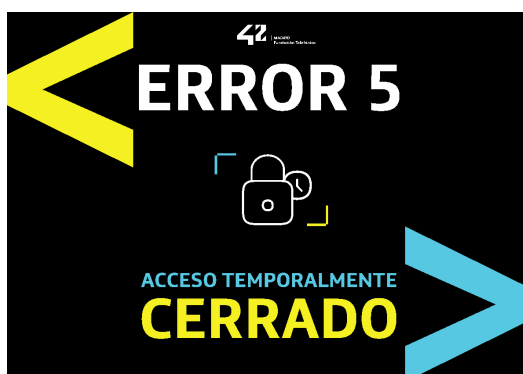 42
MADRID
Fundación Telefónica
ERROR 5
ACCESO TEMPORALMENTE
CERRADO